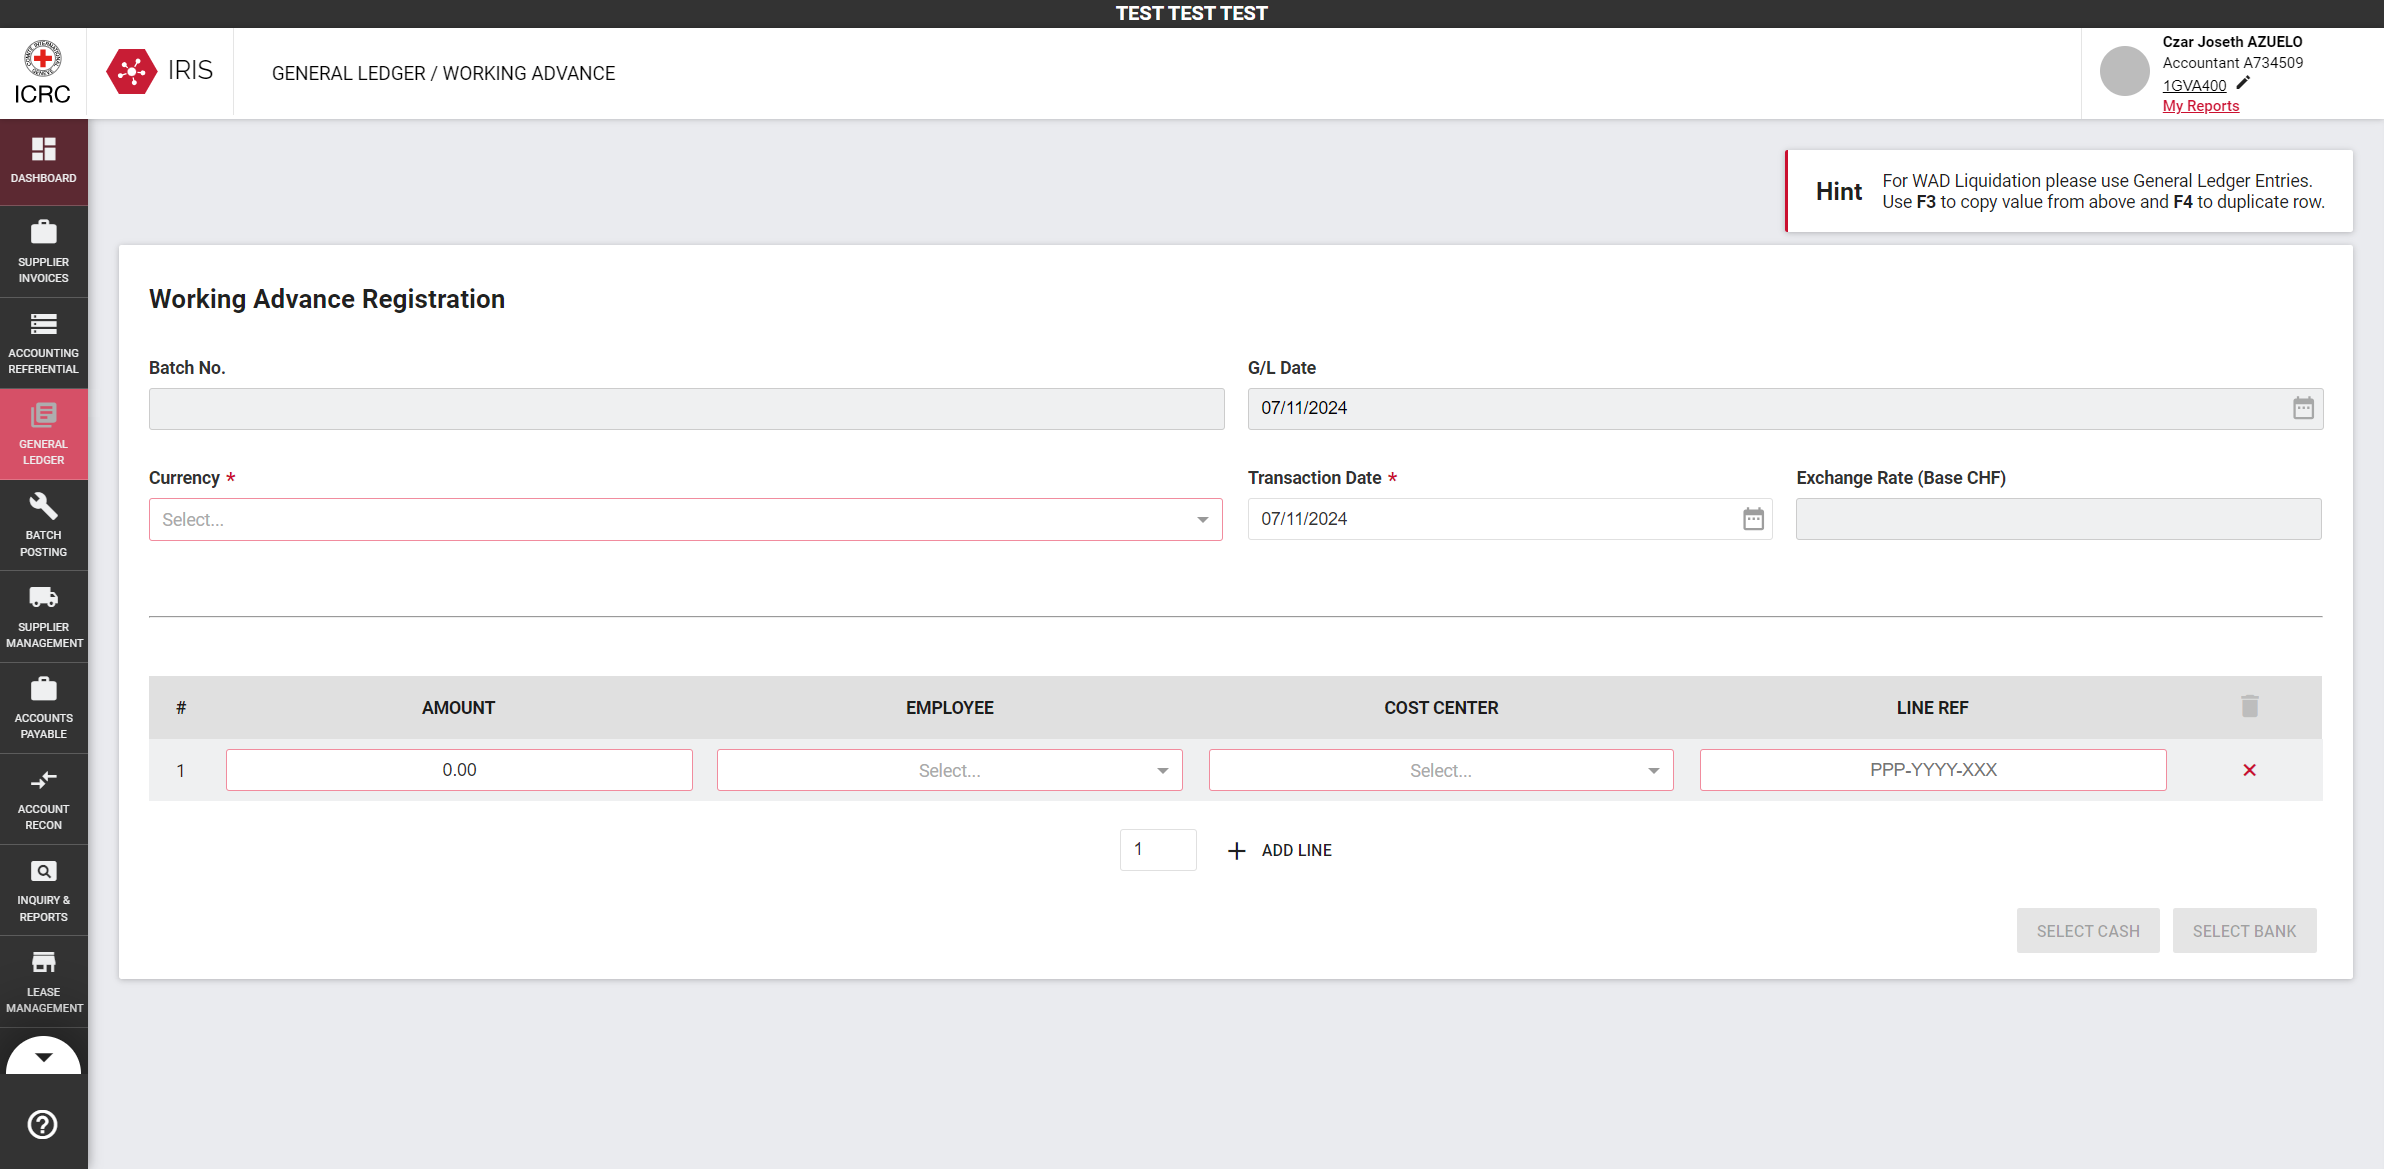 TEST TEST TEST
ICRC
IRIS
GENERAL LEDGER / WORKING ADVANCE
Czar Joseth AZUELO
Accountant A734509
1GVA400
My Reports
DASHBOARD
SUPPLIER
INVOICES
ACCOUNTING
REFERENTIAL
GENERAL
LEDGER
BATCH
POSTING
SUPPLIER
MANAGEMENT
ACCOUNTS
PAYABLE
ACCOUNT
RECON
INQUIRY &
REPORTS
LEASE
MANAGEMENT
Hint
For WAD Liquidation please use General Ledger Entries.
Use F3 to copy value from above and F4 to duplicate row.
Working Advance Registration
Batch No.
G/L Date
07/11/2024
Currency *
Transaction Date *
Exchange Rate (Base CHF)
Select...
07/11/2024
# AMOUNT EMPLOYEE COST CENTER LINE REF
1 0.00 Select... Select... PPP-YYYY-XXX
1 ADD LINE
SELECT CASH
SELECT BANK